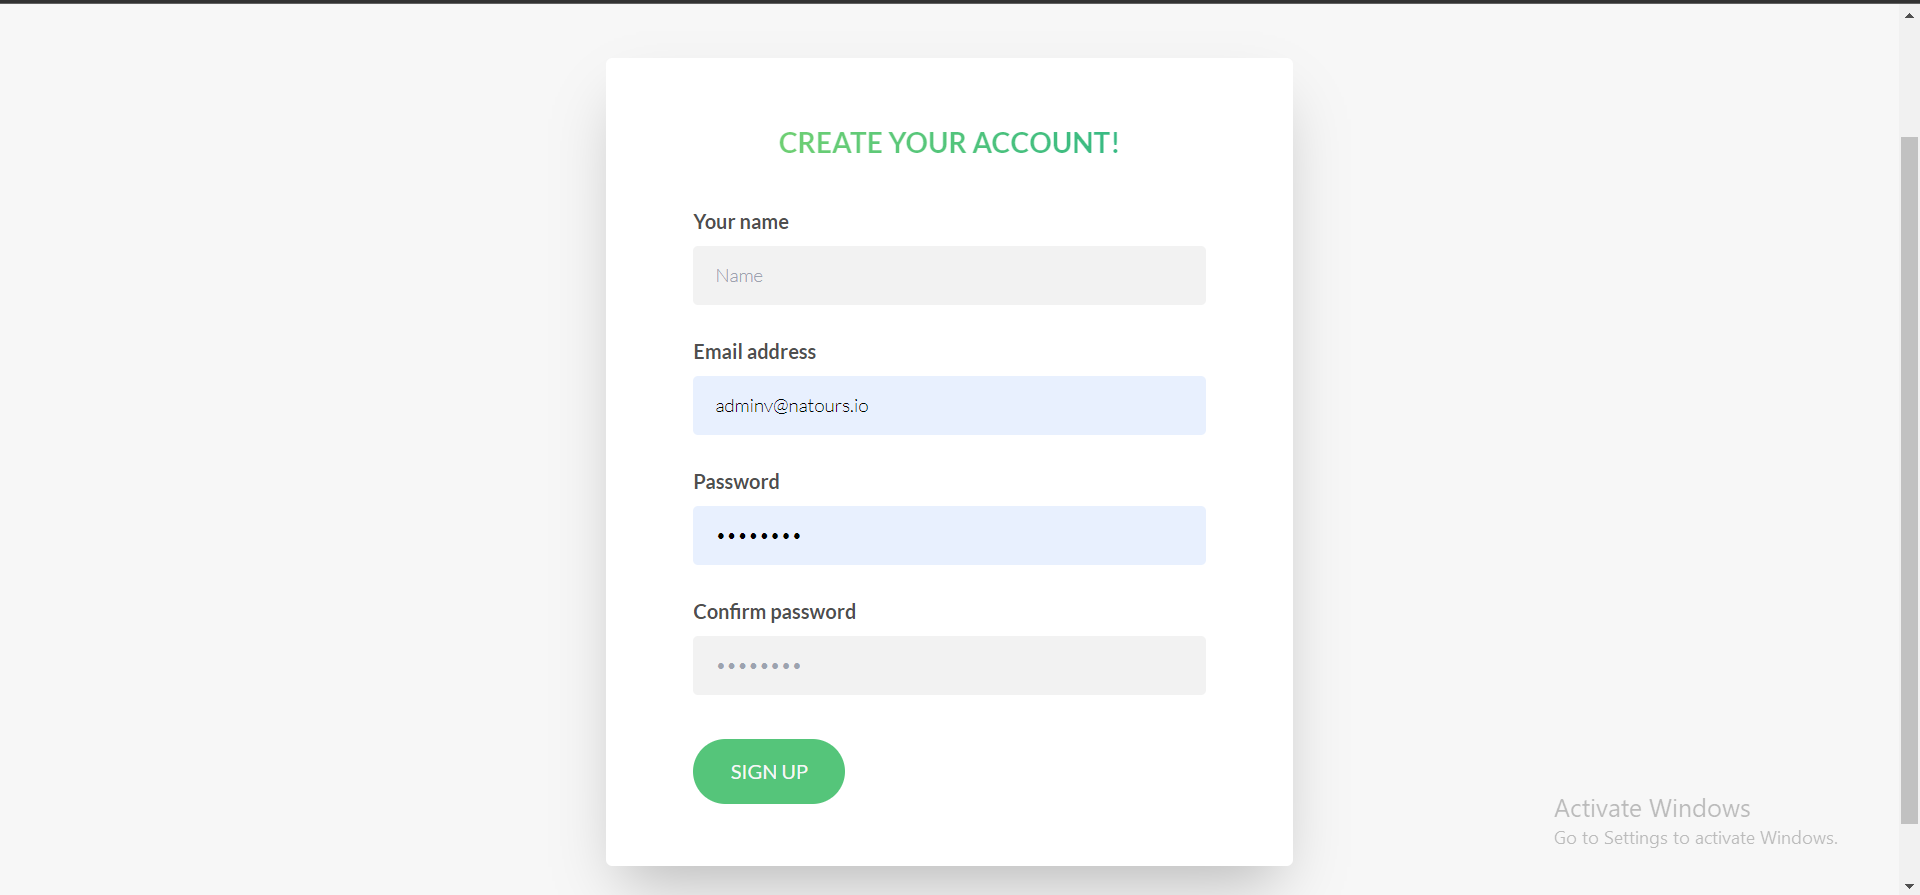 CREATE YOUR ACCOUNT!
Your name
Name
Email address
adminv@natours.io
Password
••••••••
Confirm password
••••••••
SIGN UP
Activate Windows
Go to Settings to activate Windows.